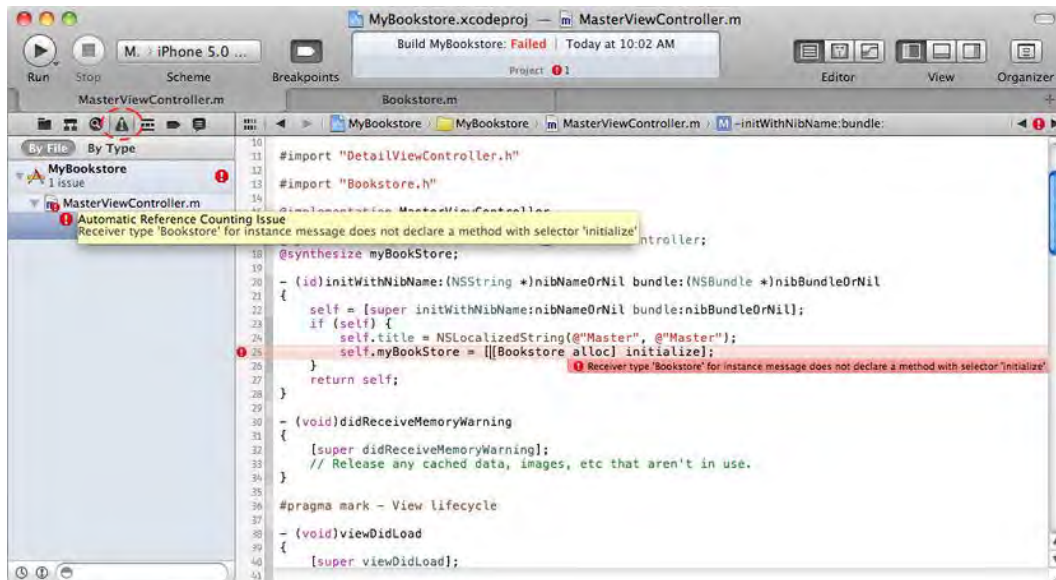 MyBookstore.xcodeproj — m MasterViewController.m
M. › iPhone 5.0 ...
Build MyBookstore: Failed | Today at 10:02 AM
Project 1
Run Stop Scheme Breakpoints Editor View Organizer
MasterViewController.m Bookstore.m
MyBookstore › MyBookstore › m MasterViewController.m › M -initWithNibName:bundle:
By File By Type
MyBookstore
1 issue
m MasterViewController.m
Automatic Reference Counting Issue
Receiver type 'Bookstore' for instance message does not declare a method with selector 'initialize'
10
11 #import "DetailViewController.h"
12
13 #import "Bookstore.h"
14
@implementation MasterViewController
ntroller;
18 @synthesize myBookStore;
19
20 - (id)initWithNibName:(NSString *)nibNameOrNil bundle:(NSBundle *)nibBundleOrNil
21 {
22 self = [super initWithNibName:nibNameOrNil bundle:nibBundleOrNil];
23 if (self) {
24 self.title = NSLocalizedString(@"Master", @"Master");
25 self.myBookStore = [[Bookstore alloc] initialize];
Receiver type 'Bookstore' for instance message does not declare a method with selector 'initialize'
26 }
27 return self;
28 }
29
30 - (void)didReceiveMemoryWarning
31 {
32 [super didReceiveMemoryWarning];
33 // Release any cached data, images, etc that aren't in use.
34 }
35
36 #pragma mark - View lifecycle
37
38 - (void)viewDidLoad
39 {
40 [super viewDidLoad];
41